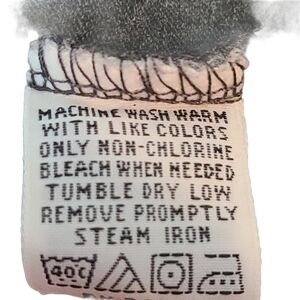 MACHINE WASH WARM
WITH LIKE COLORS
ONLY NON-CHLORINE
BLEACH WHEN NEEDED
TUMBLE DRY LOW
REMOVE PROMPTLY
STEAM IRON
40C